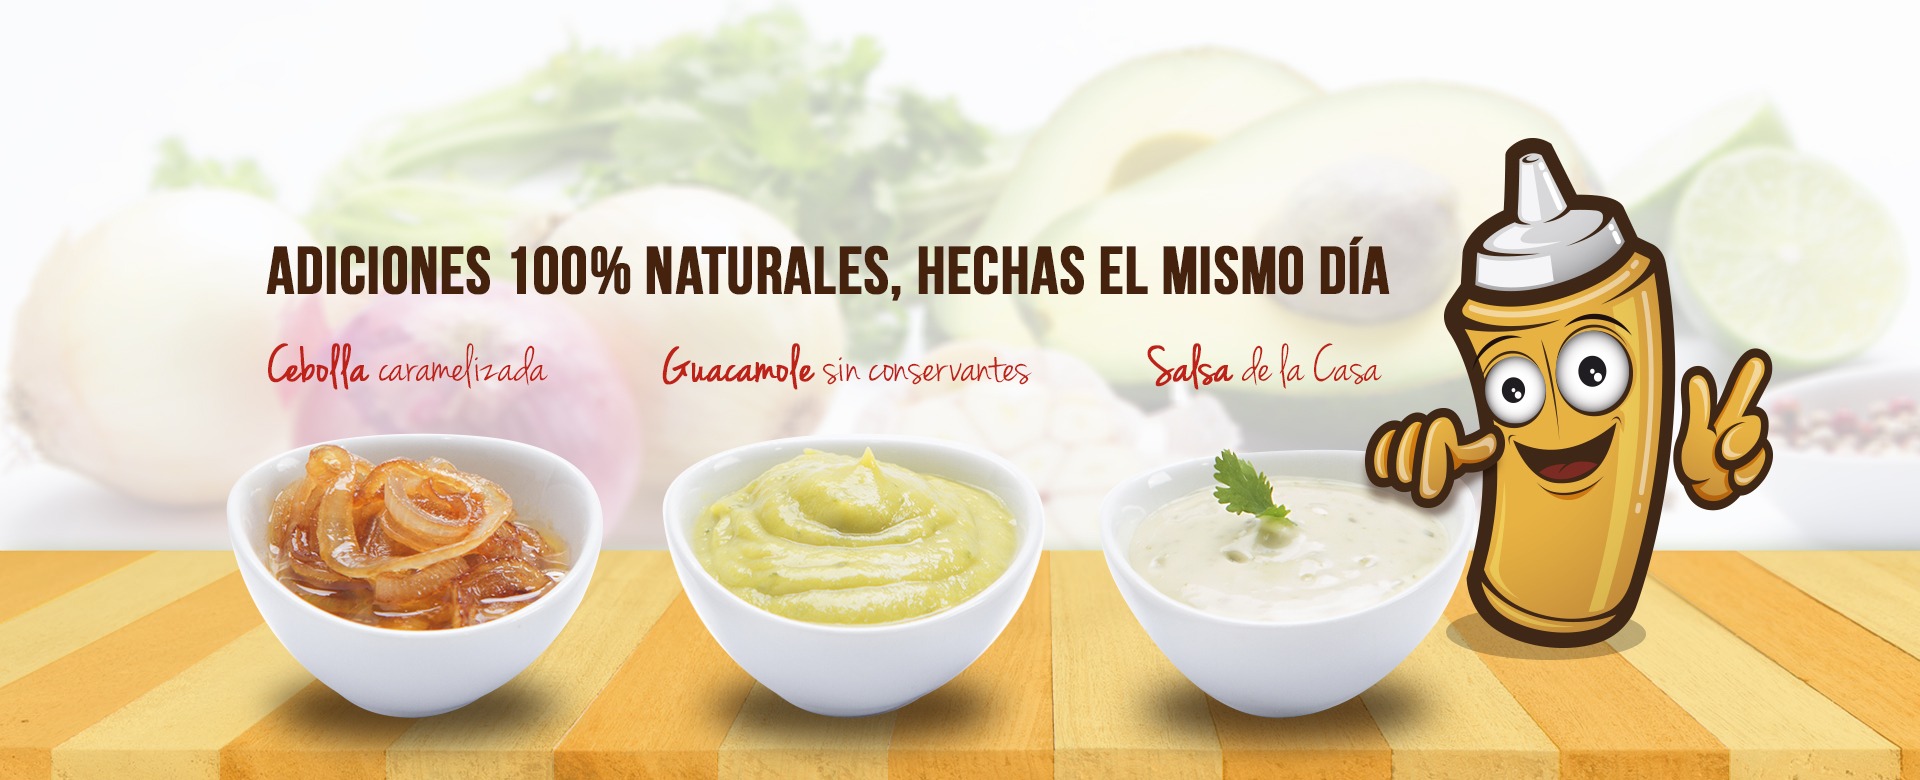 ADICIONES 100% NATURALES, HECHAS EL MISMO DÍA
Cebolla caramelizada
Guacamole sin conservantes
Salsa de la Casa